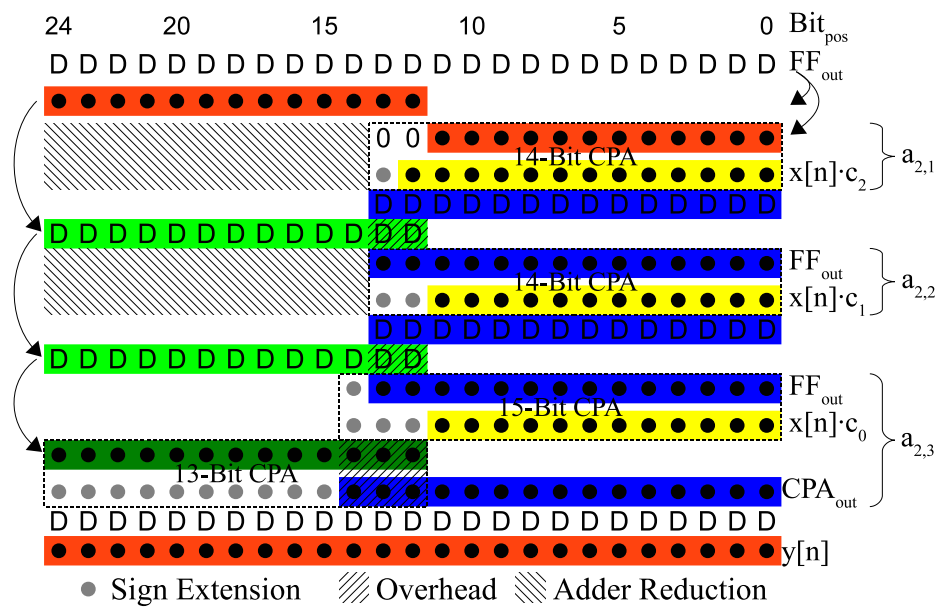 24 20 15 10 5 0 Bit_pos
D D D D D D D D D D D D D D D D D D D D D D D D D FF_out
0 0
14-Bit CPA a_2,1
x[n]·c_2
D D D D D D D D D D D D D D
D D D D D D D D D D D D D
FF_out
14-Bit CPA a_2,2
x[n]·c_1
D D D D D D D D D D D D D D
D D D D D D D D D D D D D
FF_out
15-Bit CPA
x[n]·c_0
a_2,3
13-Bit CPA
CPA_out
D D D D D D D D D D D D D D D D D D D D D D D D D
y[n]
Sign Extension Overhead Adder Reduction